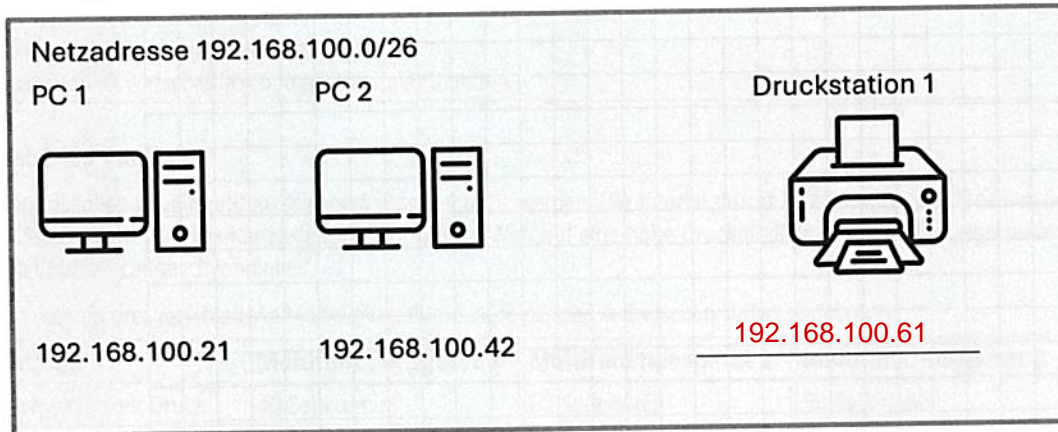 Netzadresse 192.168.100.0/26
PC 1
PC 2
Druckstation 1
192.168.100.21
192.168.100.42
192.168.100.61